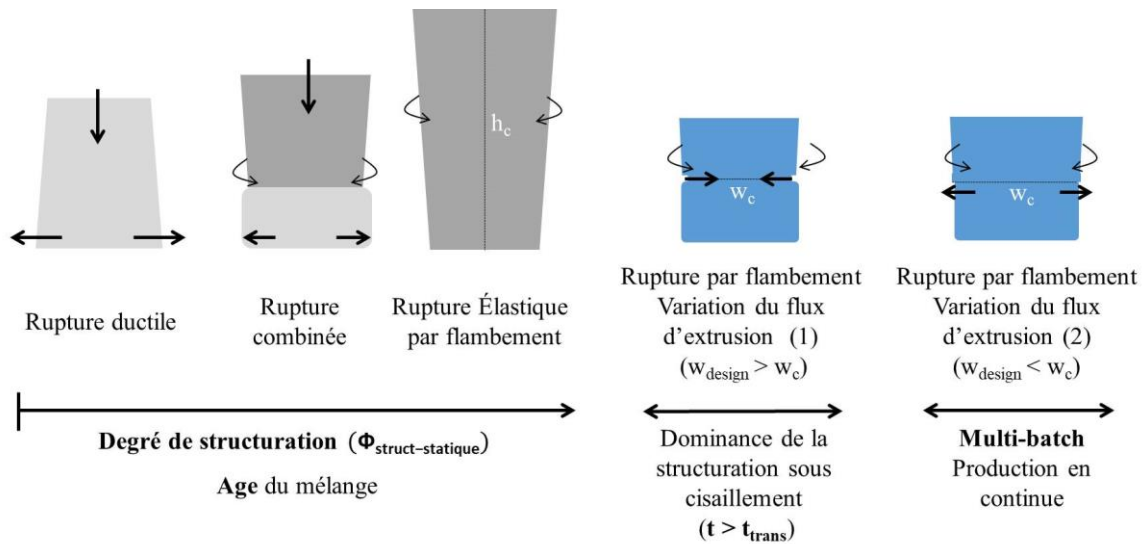 h_c
w_c
w_c
Rupture ductile
Rupture
combinée
Rupture Élastique
par flambement
Rupture par flambement
Variation du flux
d'extrusion (1)
(w_design > w_c)
Rupture par flambement
Variation du flux
d'extrusion (2)
(w_design < w_c)
Degré de structuration (Φ_struct–statique)
Age du mélange
Dominance de la
structuration sous
cisaillement
(t > t_trans)
Multi-batch
Production en
continue